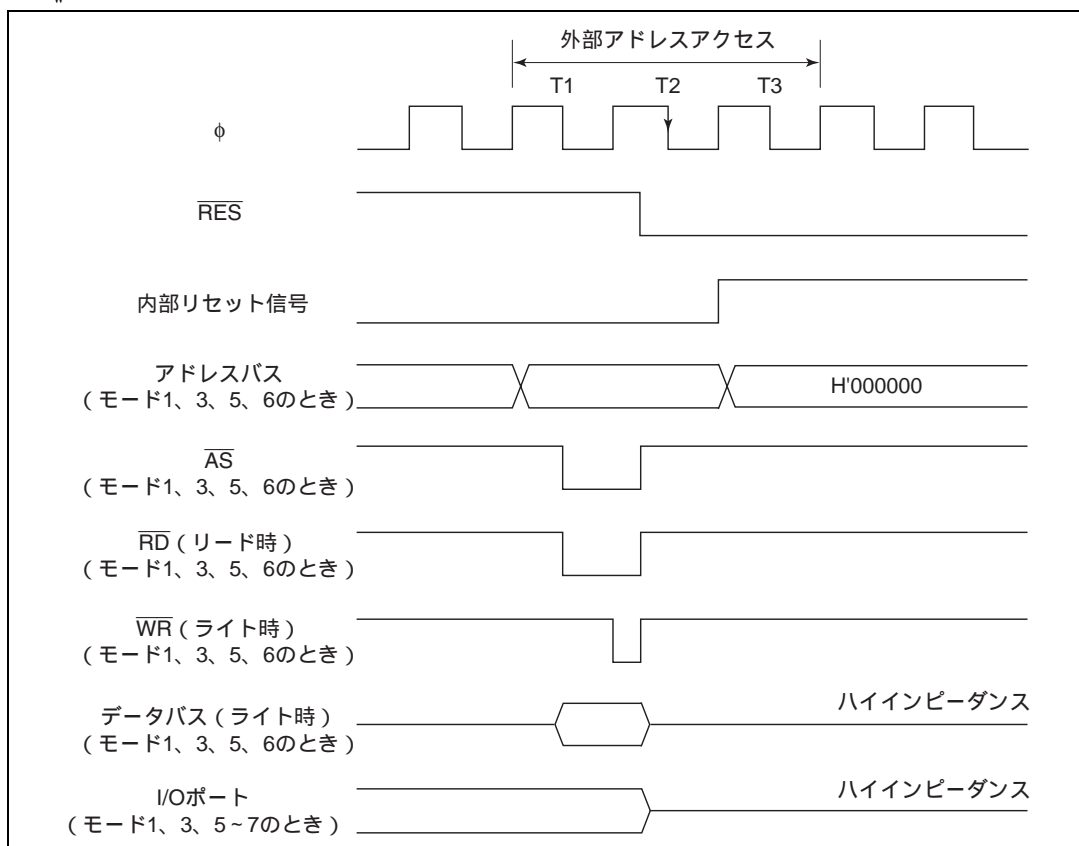 w
外部アドレスアクセス
T1 T2 T3
φ
RES
内部リセット信号
アドレスバス
(モード1、3、5、6のとき)
H'000000
AS
(モード1、3、5、6のとき)
RD(リード時)
(モード1、3、5、6のとき)
WR(ライト時)
(モード1、3、5、6のとき)
データバス(ライト時)
(モード1、3、5、6のとき)
ハイインピーダンス
I/Oポート
(モード1、3、5~7のとき)
ハイインピーダンス